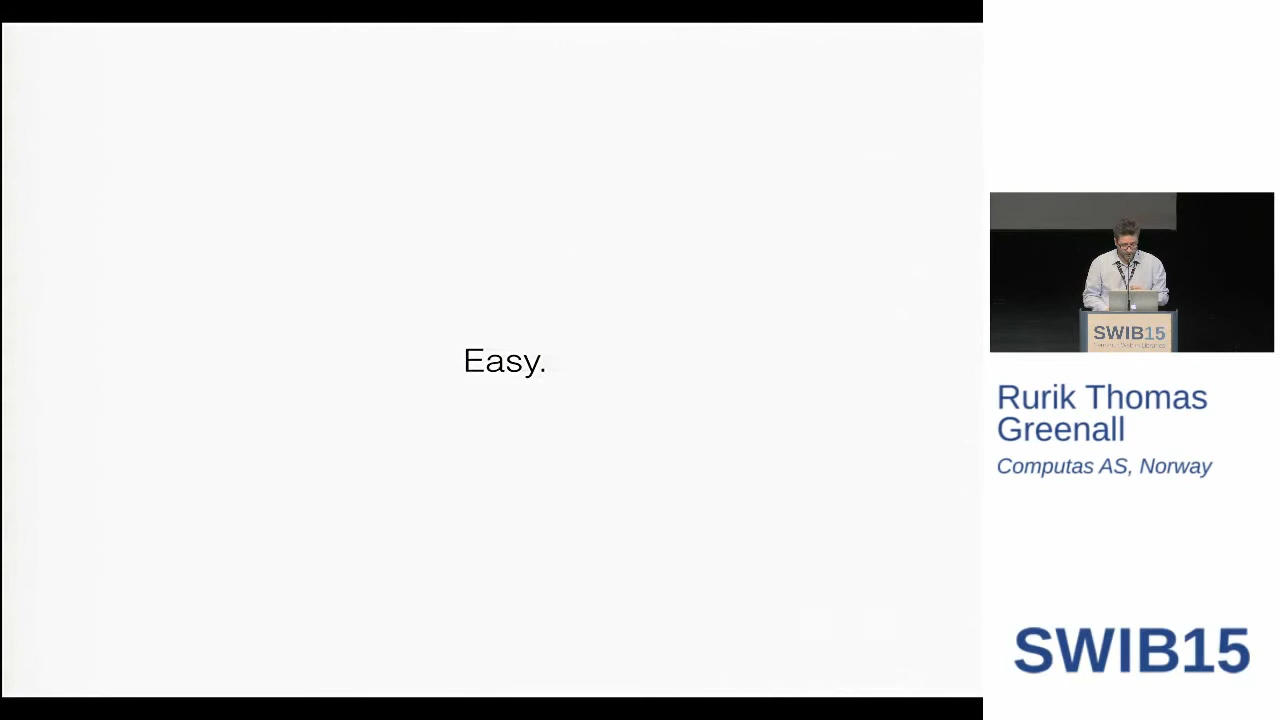 Easy.
SWIB15
Rurik Thomas
Greenall
Computas AS, Norway
SWIB15